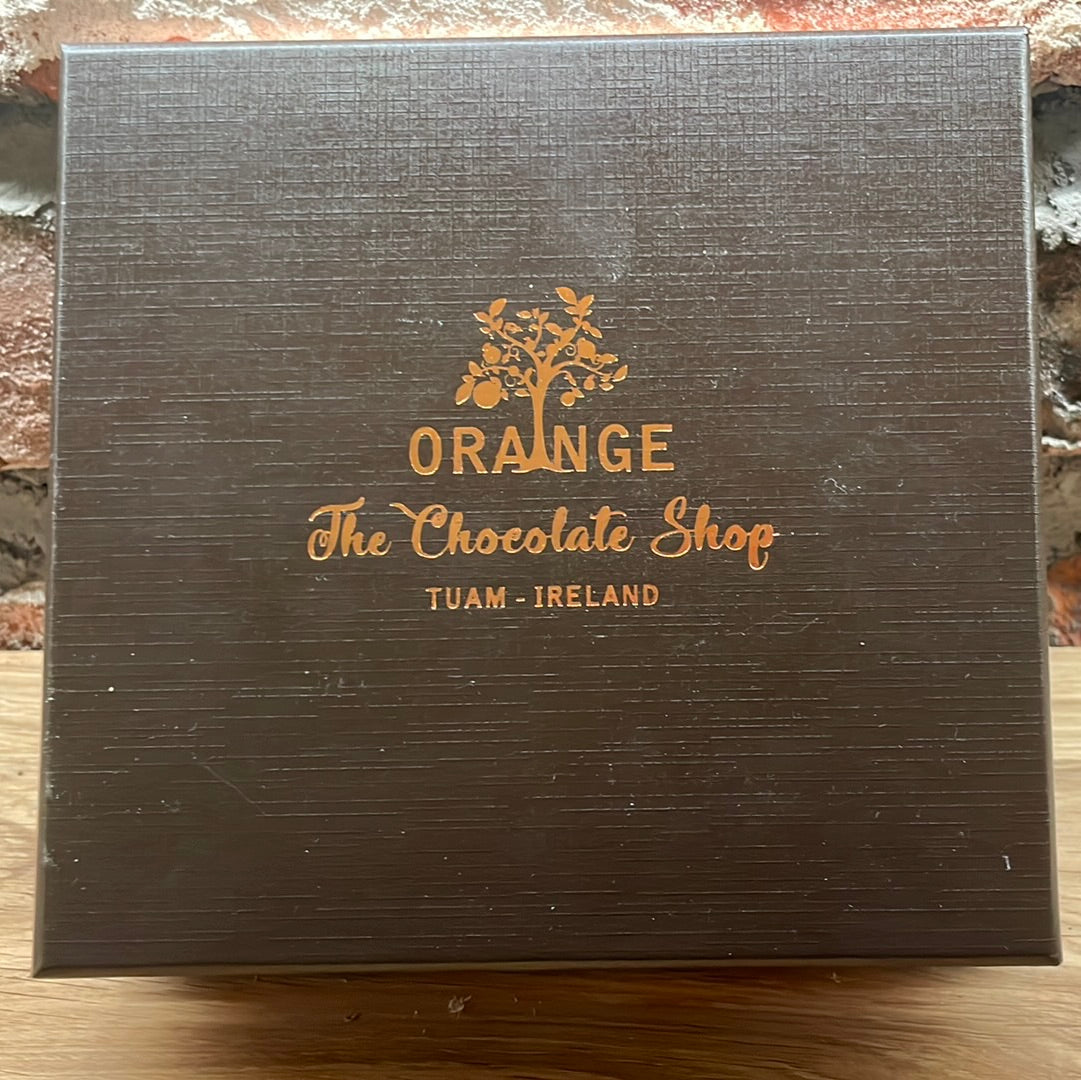 ORANGE
The Chocolate Shop
TUAM - IRELAND